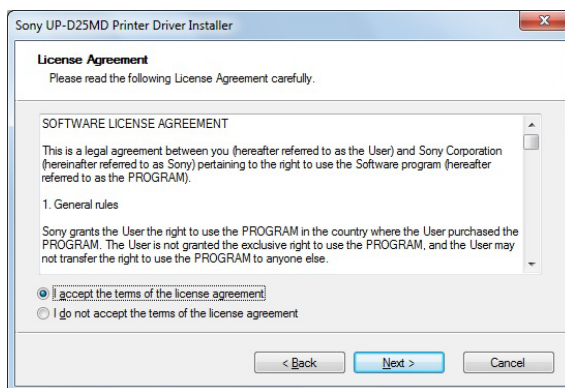 Sony UP-D25MD Printer Driver Installer
License Agreement
Please read the following License Agreement carefully.
SOFTWARE LICENSE AGREEMENT
This is a legal agreement between you (hereafter referred to as the User) and Sony Corporation
(hereinafter referred to as Sony) pertaining to the right to use the Software program (hereafter
referred to as the PROGRAM).
1. General rules
Sony grants the User the right to use the PROGRAM in the country where the User purchased the
PROGRAM. The User is not granted the exclusive right to use the PROGRAM, and the User may
not transfer the right to use the PROGRAM to anyone else.
I accept the terms of the license agreement
I do not accept the terms of the license agreement
< Back
Next >
Cancel